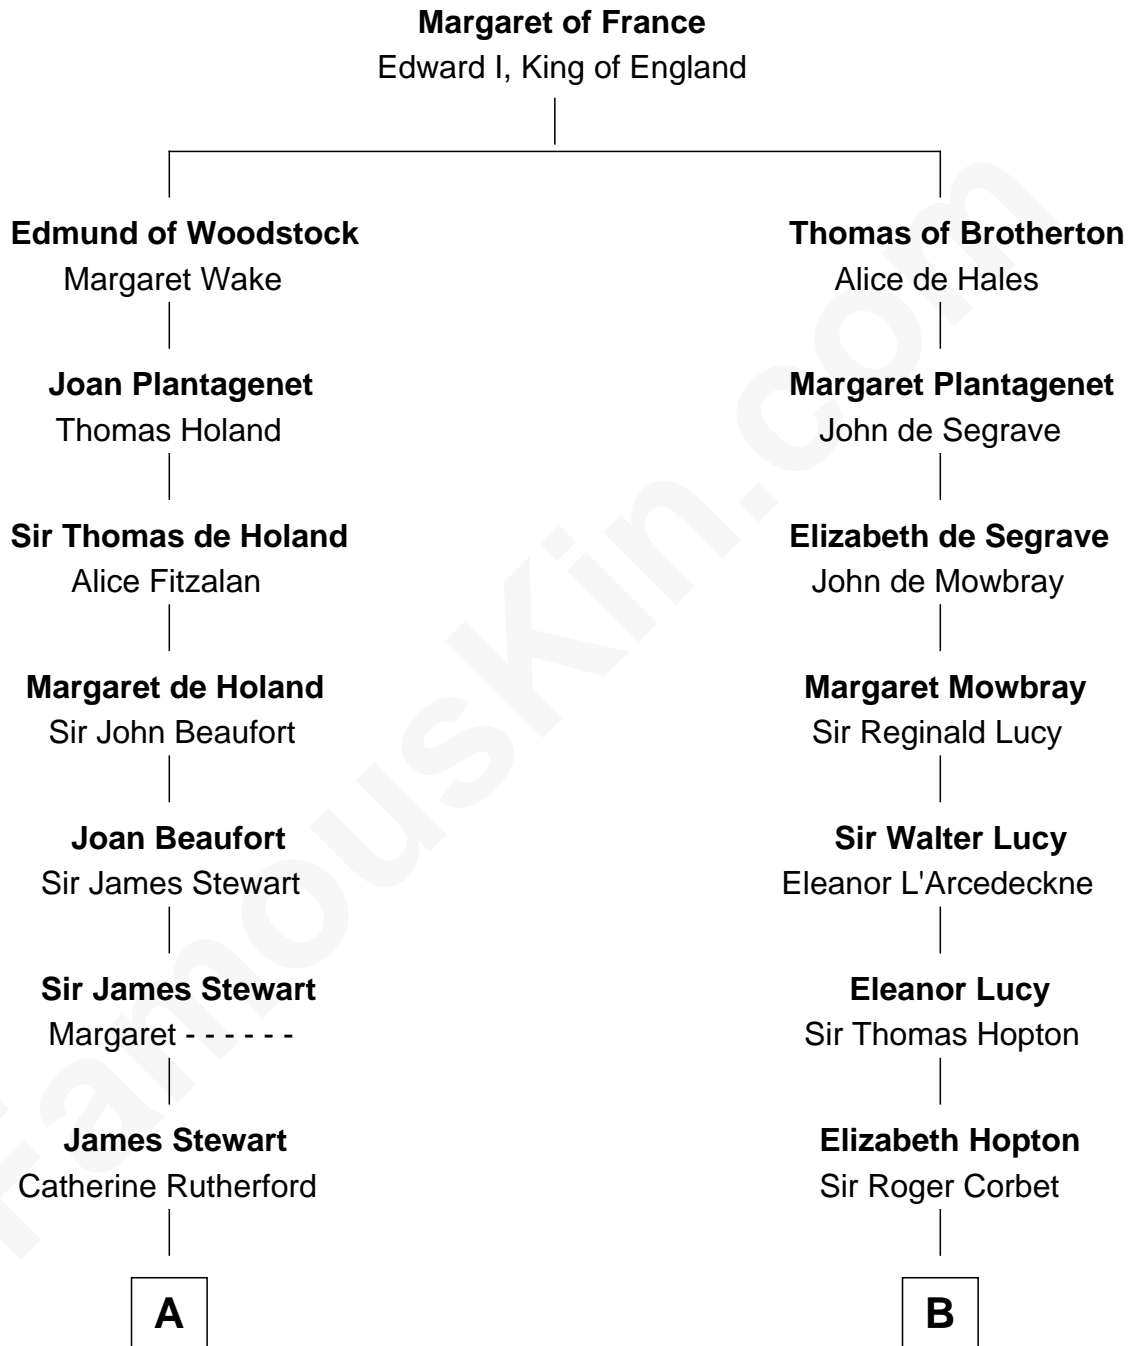 Margaret of France
Edward I, King of England
Edmund of Woodstock
Margaret Wake
Thomas of Brotherton
Alice de Hales
Joan Plantagenet
Thomas Holand
Margaret Plantagenet
John de Segrave
Sir Thomas de Holand
Alice Fitzalan
Elizabeth de Segrave
John de Mowbray
Margaret de Holand
Sir John Beaufort
Margaret Mowbray
Sir Reginald Lucy
Joan Beaufort
Sir James Stewart
Sir Walter Lucy
Eleanor L'Arcedeckne
Sir James Stewart
Margaret - - - - - -
Eleanor Lucy
Sir Thomas Hopton
James Stewart
Catherine Rutherford
Elizabeth Hopton
Sir Roger Corbet
A
B
FamousKin.com